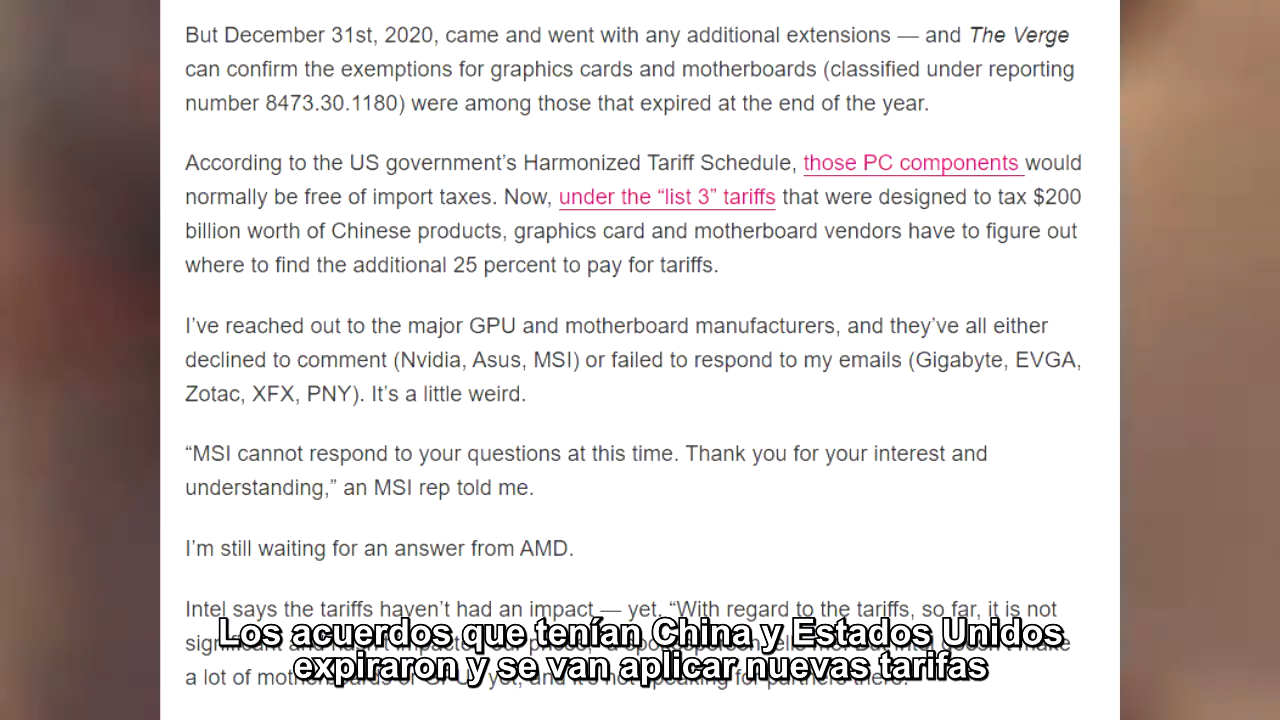 But December 31st, 2020, came and went with any additional extensions — and The Verge
can confirm the exemptions for graphics cards and motherboards (classified under reporting
number 8473.30.1180) were among those that expired at the end of the year.
According to the US government’s Harmonized Tariff Schedule, those PC components would
normally be free of import taxes. Now, under the “list 3” tariffs that were designed to tax $200
billion worth of Chinese products, graphics card and motherboard vendors have to figure out
where to find the additional 25 percent to pay for tariffs.
I’ve reached out to the major GPU and motherboard manufacturers, and they’ve all either
declined to comment (Nvidia, Asus, MSI) or failed to respond to my emails (Gigabyte, EVGA,
Zotac, XFX, PNY). It’s a little weird.
“MSI cannot respond to your questions at this time. Thank you for your interest and
understanding,” an MSI rep told me.
I’m still waiting for an answer from AMD.
Intel says the tariffs haven’t had an impact — yet. “With regard to the tariffs, so far, it is not
a lot of
Los acuerdos que tenían China y Estados Unidos
expiraron y se van aplicar nuevas tarifas